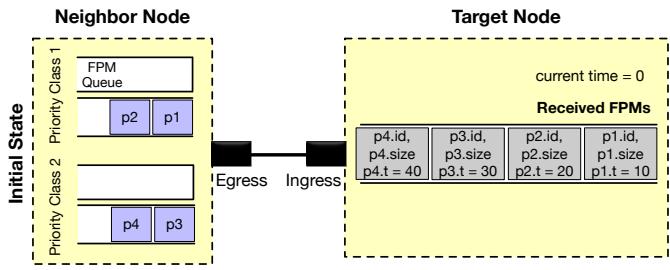 Neighbor Node
Target Node
Initial State
Priority Class 1
FPM
Queue
p2
p1
Priority Class 2
p4
p3
Egress
Ingress
current time = 0
Received FPMs
p4.id,
p4.size
p4.t = 40
p3.id,
p3.size
p3.t = 30
p2.id,
p2.size
p2.t = 20
p1.id,
p1.size
p1.t = 10